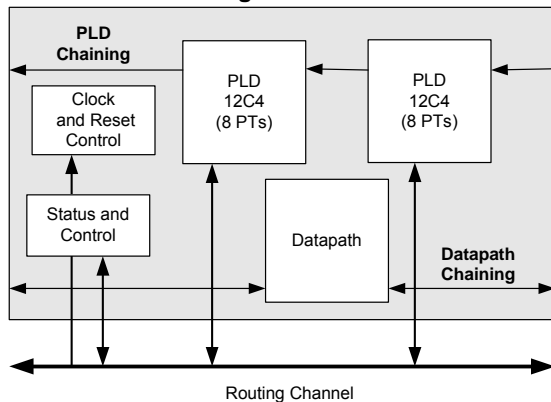 PLD
Chaining
PLD
12C4
(8 PTs)
PLD
12C4
(8 PTs)
Clock
and Reset
Control
Status and
Control
Datapath
Datapath
Chaining
Routing Channel